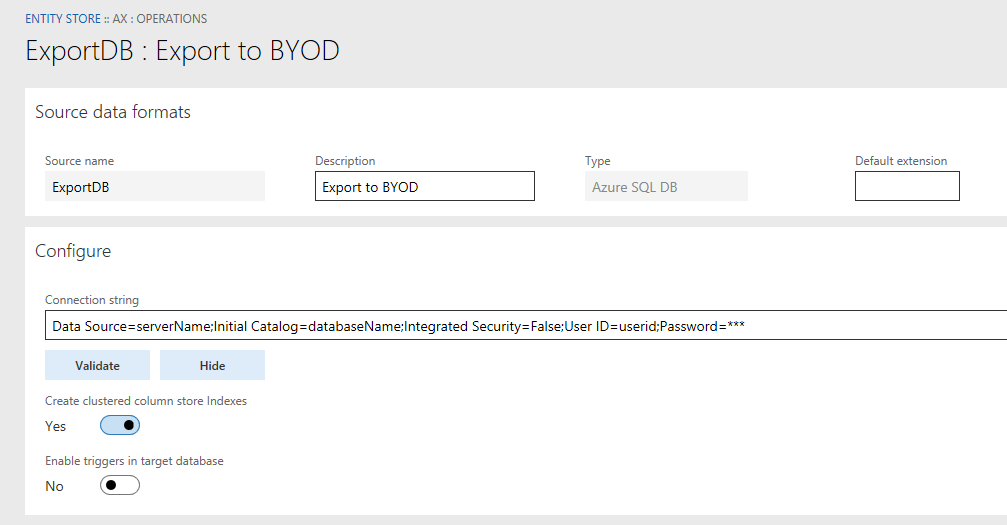 ENTITY STORE :: AX : OPERATIONS
ExportDB : Export to BYOD
Source data formats
Source name Description Type Default extension
ExportDB Export to BYOD Azure SQL DB
Configure
Connection string
Data Source=serverName;Initial Catalog=databaseName;Integrated Security=False;User ID=userid;Password=***
Validate Hide
Create clustered column store Indexes
Yes
Enable triggers in target database
No